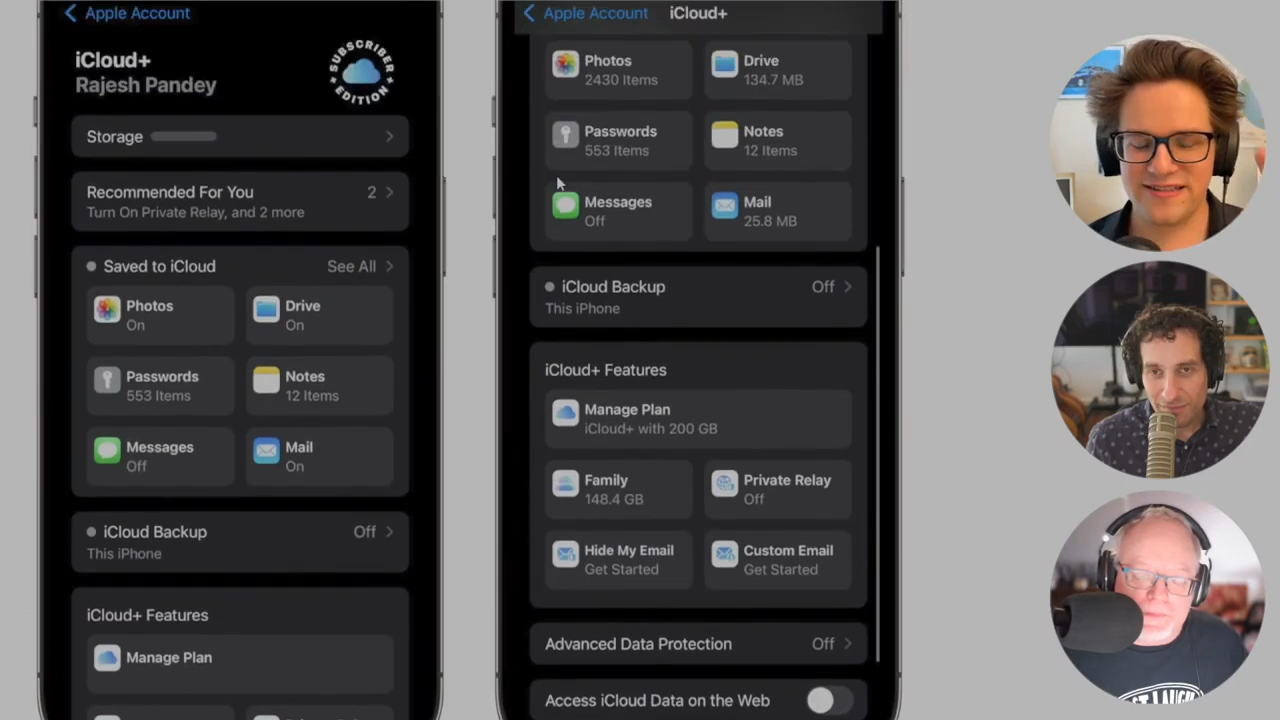 Apple Account
iCloud+
Rajesh Pandey
SUBSCRIBER EDITION
Storage
Recommended For You
2
Turn On Private Relay, and 2 more
Saved to iCloud
See All
Photos
On
Drive
On
Passwords
553 Items
Notes
12 Items
Messages
Off
Mail
On
iCloud Backup
Off
This iPhone
iCloud+ Features
Manage Plan
Apple Account
iCloud+
Photos
2430 Items
Drive
134.7 MB
Passwords
553 Items
Notes
12 Items
Messages
Off
Mail
25.8 MB
iCloud Backup
Off
This iPhone
iCloud+ Features
Manage Plan
iCloud+ with 200 GB
Family
148.4 GB
Private Relay
Off
Hide My Email
Get Started
Custom Email
Get Started
Advanced Data Protection
Off
Access iCloud Data on the Web